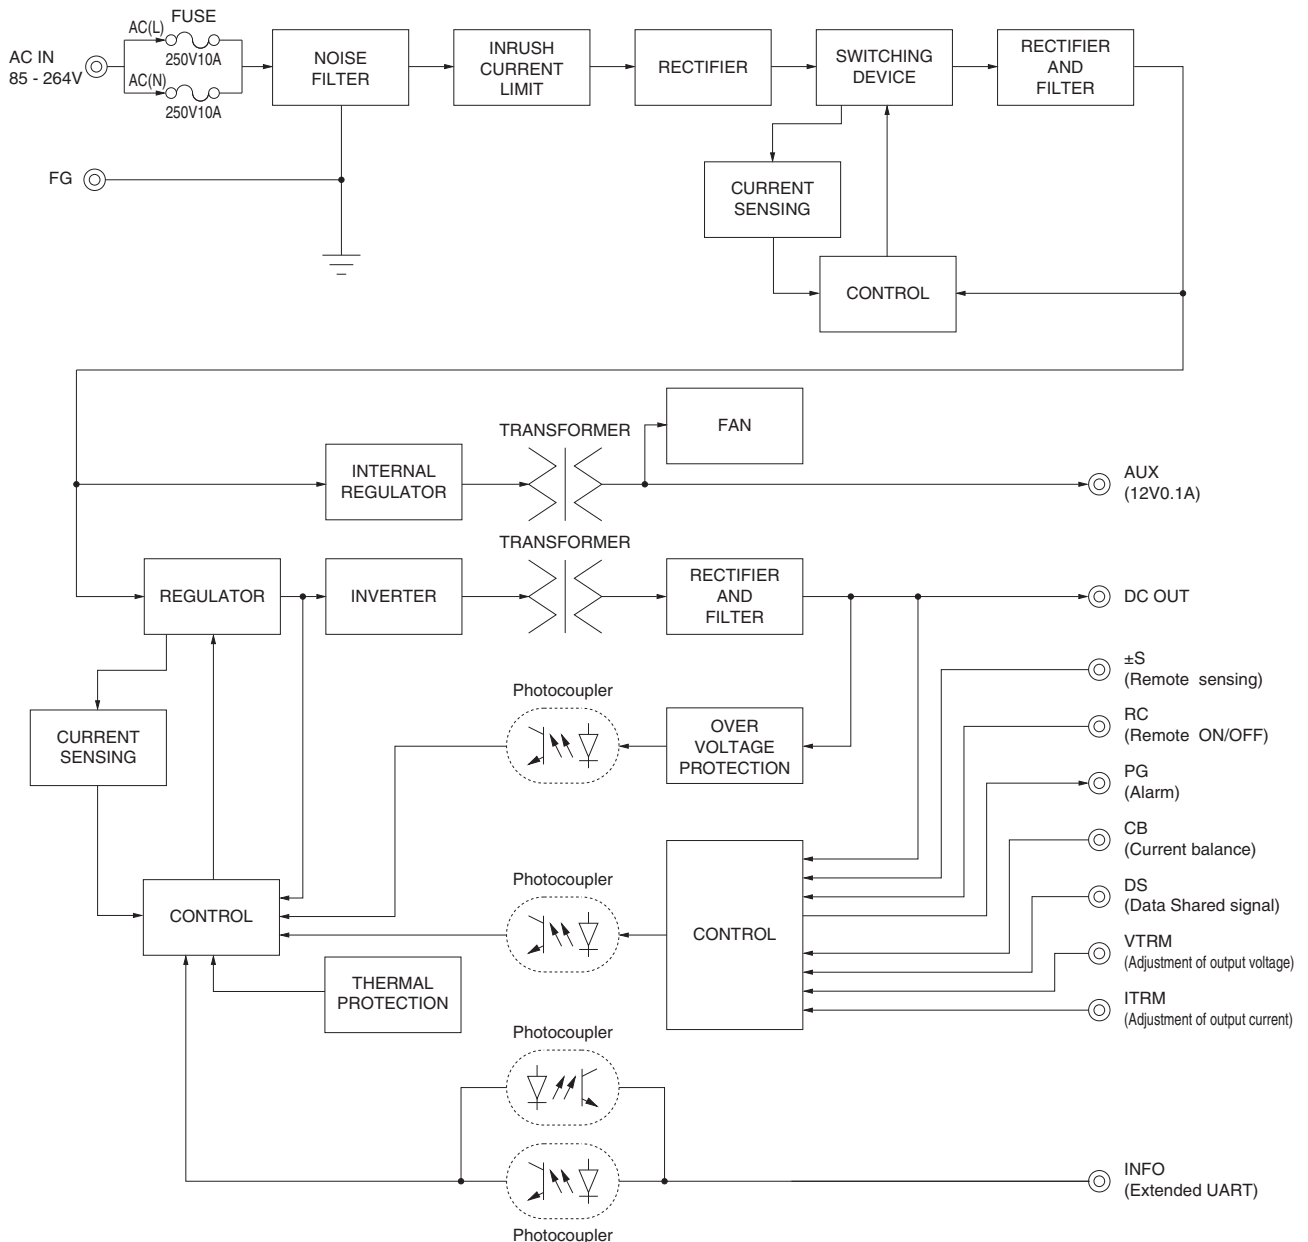 FUSE
AC(L)
250V10A
AC IN
85 - 264V
AC(N)
250V10A
NOISE
FILTER
INRUSH
CURRENT
LIMIT
RECTIFIER
SWITCHING
DEVICE
RECTIFIER
AND
FILTER
FG
CURRENT
SENSING
CONTROL
TRANSFORMER
FAN
INTERNAL
REGULATOR
AUX
(12V0.1A)
TRANSFORMER
REGULATOR
INVERTER
RECTIFIER
AND
FILTER
DC OUT
±S
(Remote sensing)
Photocoupler
CURRENT
SENSING
OVER
VOLTAGE
PROTECTION
RC
(Remote ON/OFF)
PG
(Alarm)
CB
(Current balance)
Photocoupler
CONTROL
CONTROL
DS
(Data Shared signal)
VTRM
(Adjustment of output voltage)
THERMAL
PROTECTION
ITRM
(Adjustment of output current)
Photocoupler
INFO
(Extended UART)
Photocoupler